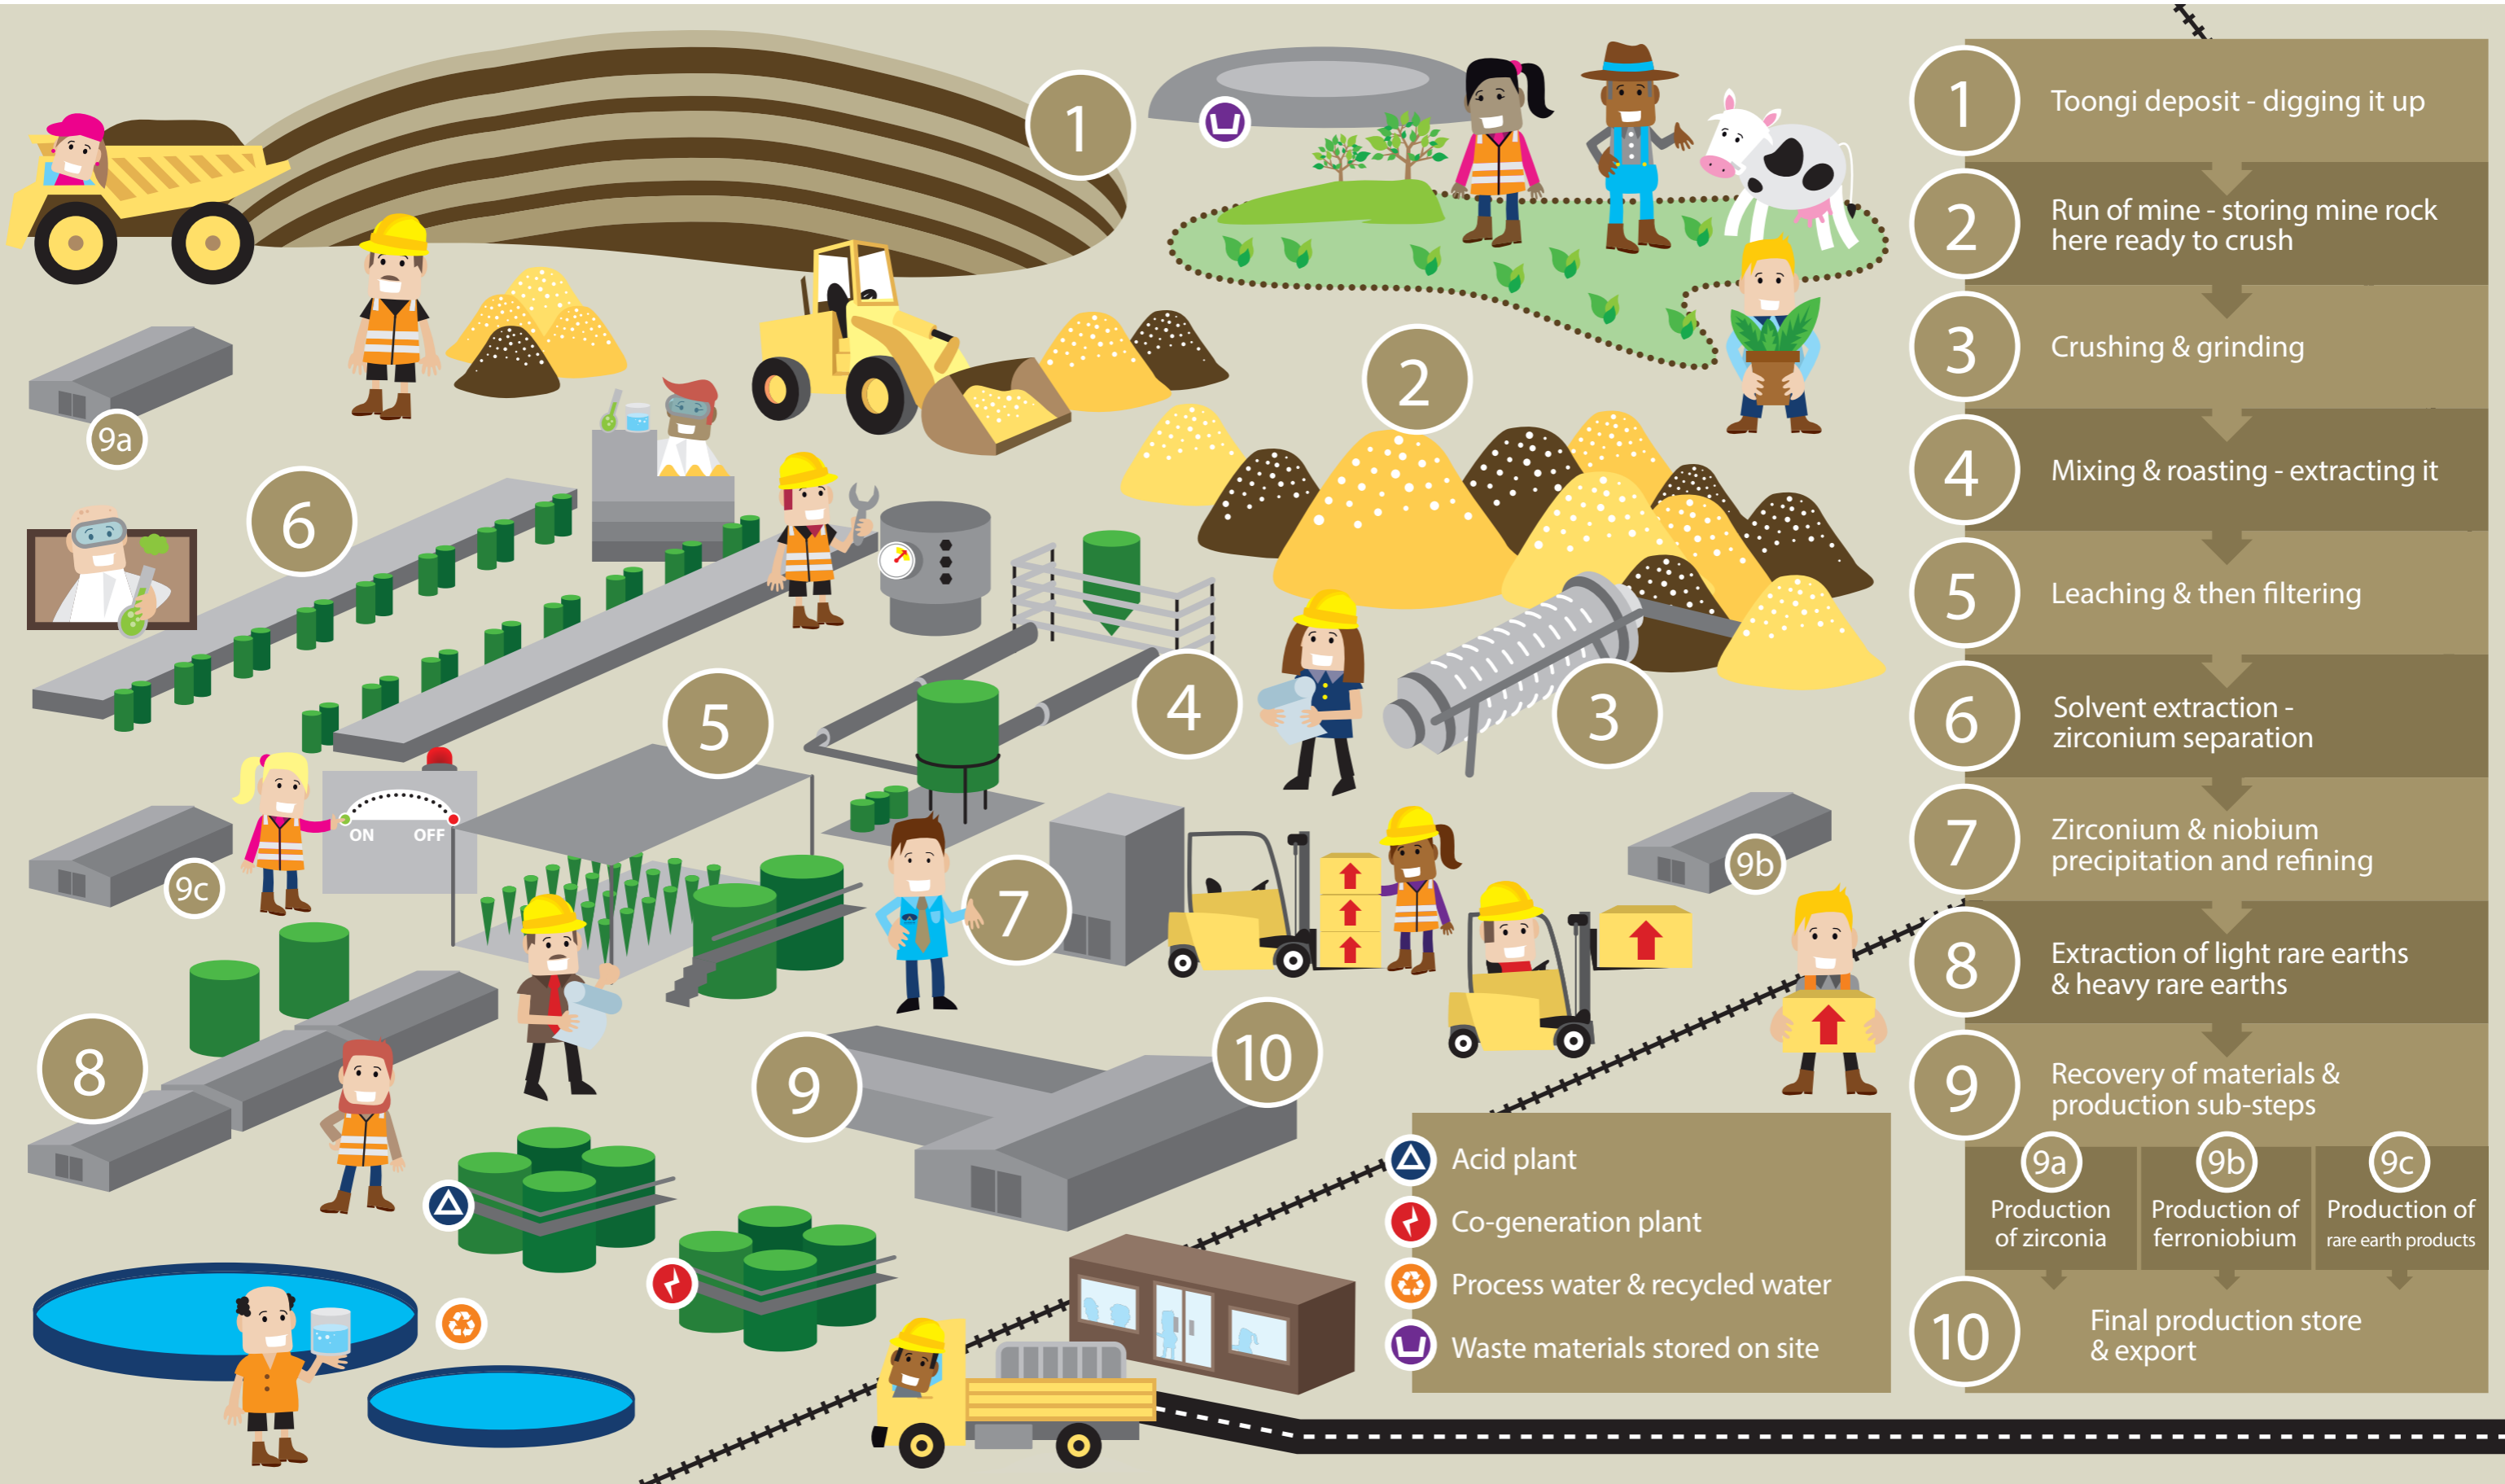 1
2
9a
6
5
4
3
ON OFF
9c
7
9b
8
9
10
1
Toongi deposit - digging it up
2
Run of mine - storing mine rock
here ready to crush
3
Crushing & grinding
4
Mixing & roasting - extracting it
5
Leaching & then filtering
6
Solvent extraction -
zirconium separation
7
Zirconium & niobium
precipitation and refining
8
Extraction of light rare earths
& heavy rare earths
9
Recovery of materials &
production sub-steps
9a
Production
of zirconia
9b
Production of
ferroniobium
9c
Production of
rare earth products
10
Final production store
& export
Acid plant
Co-generation plant
Process water & recycled water
Waste materials stored on site